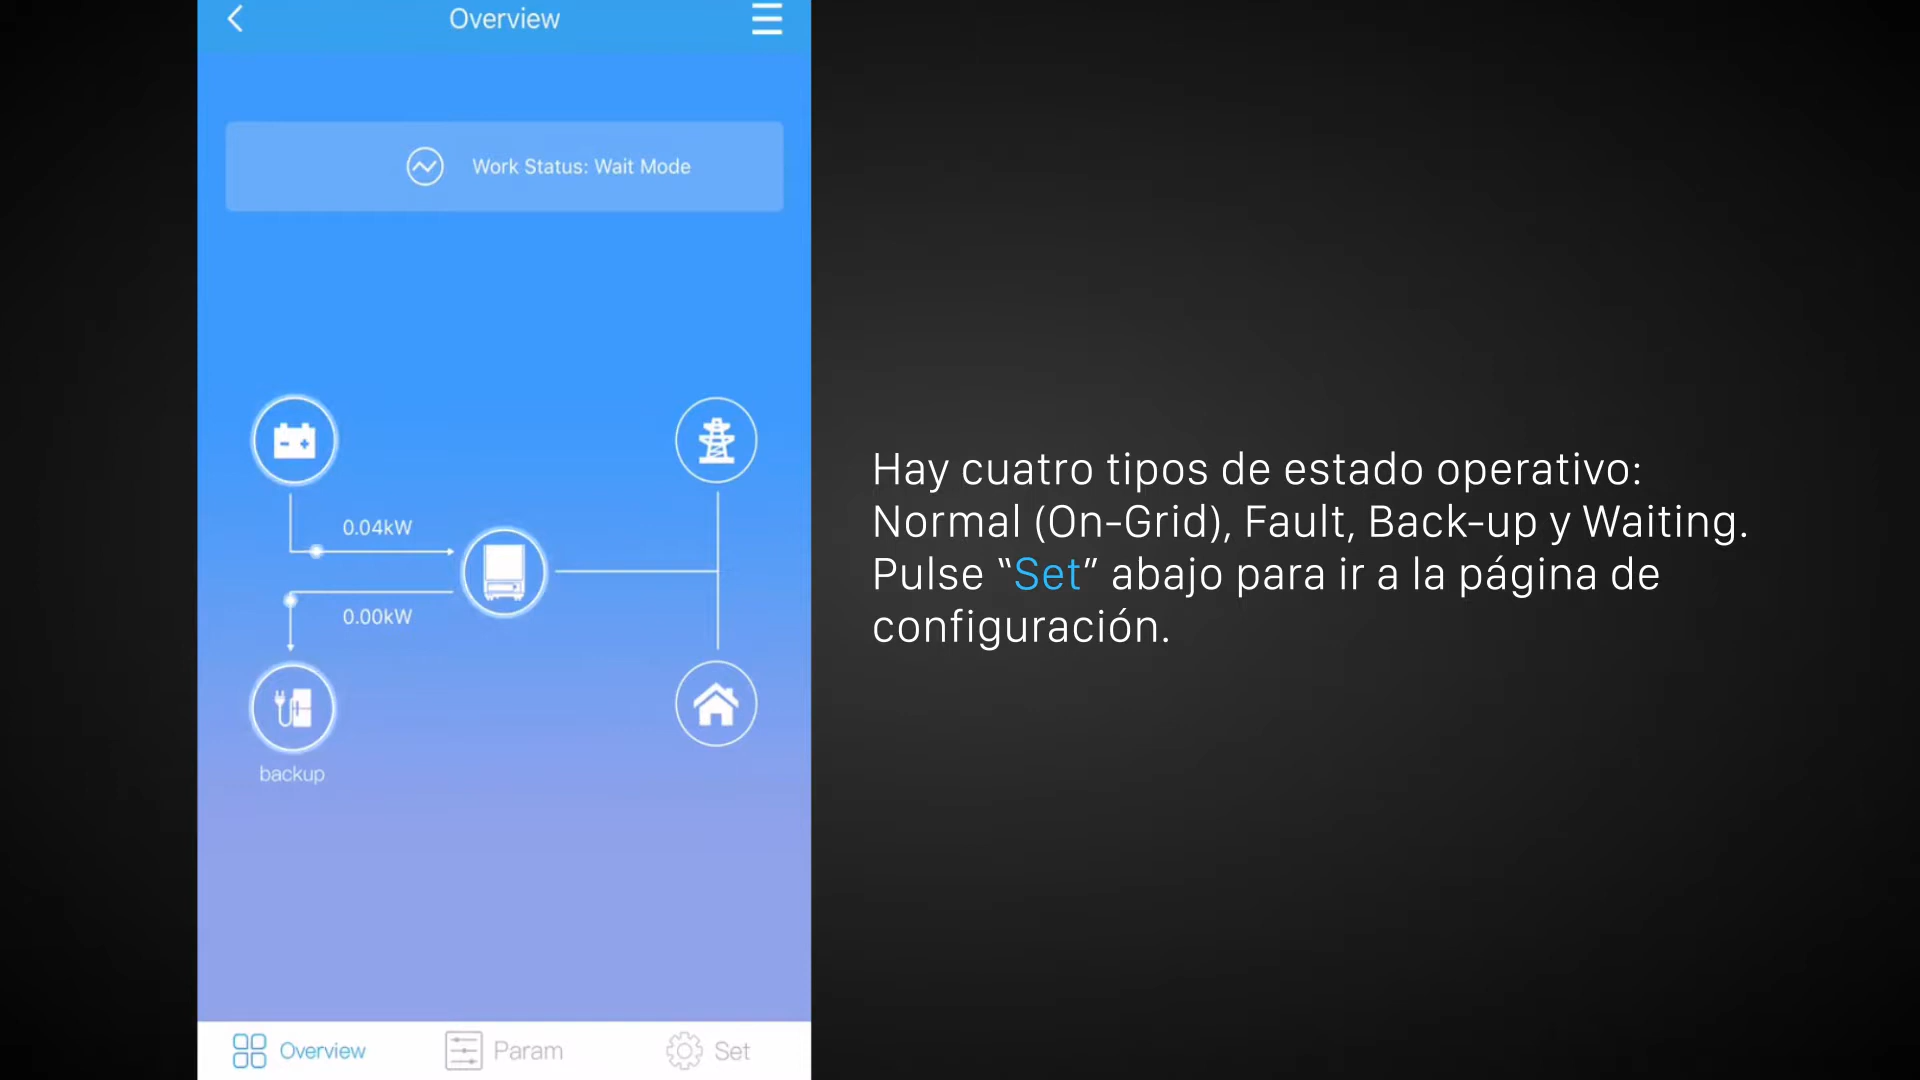 Overview
Work Status: Wait Mode
0.04kW
0.00kW
backup
Overview
Param
Set
Hay cuatro tipos de estado operativo:
Normal (On-Grid), Fault, Back-up y Waiting.
Pulse “Set” abajo para ir a la página de
configuración.